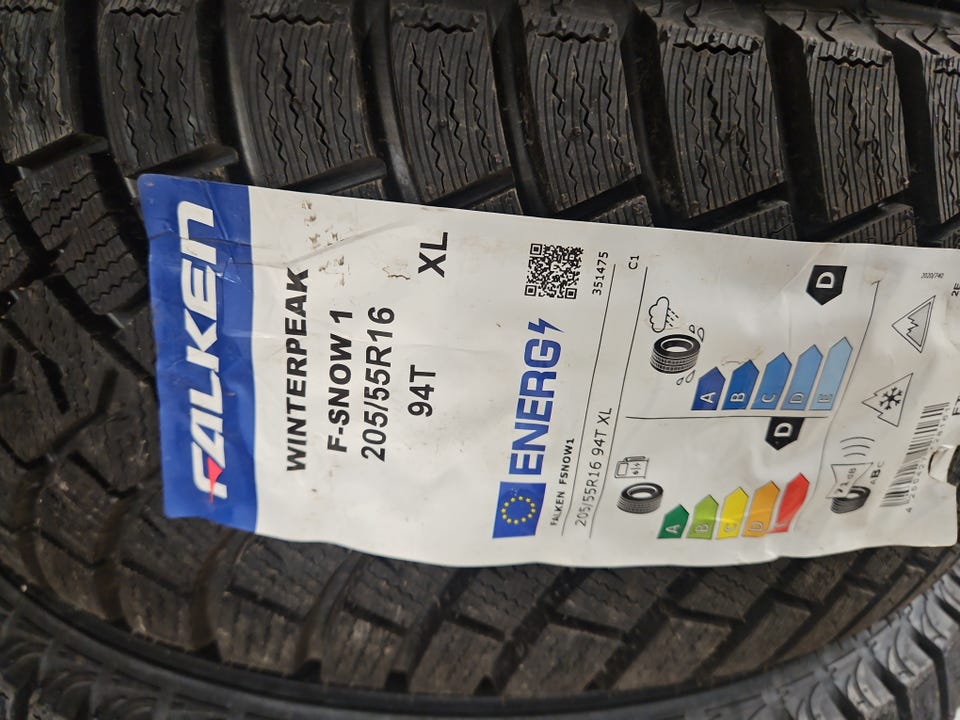 FALKEN
WINTERPEAK
F-SNOW 1
205/55R16
94T
XL
ENERG
351475
FALKEN FSNOW1
205/55R16 94T XL
C1
A
B
C
D
E
D
A
B
C
D
D
ABC
2020/740